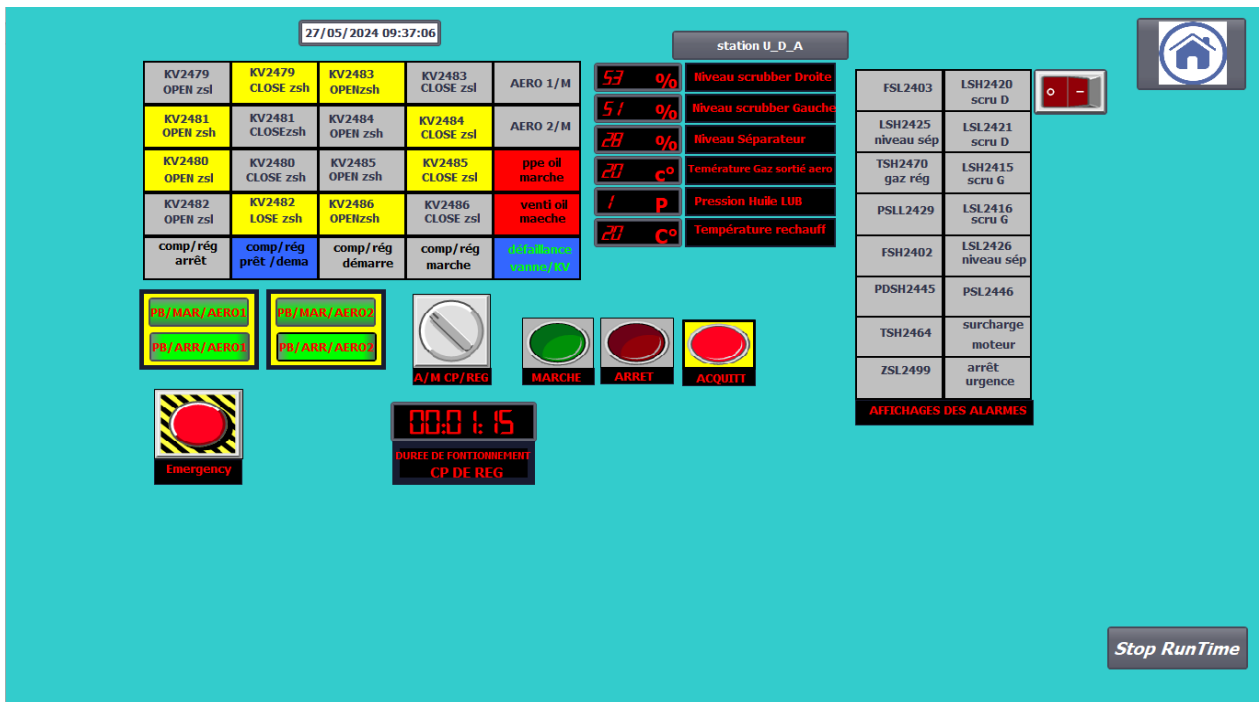 27/05/2024 09:37:06
station U_D_A
KV2479
OPEN zsl
KV2479
CLOSE zsh
KV2483
OPENzsh
KV2483
CLOSE zsl
AERO 1/M
KV2481
OPEN zsh
KV2481
CLOSEzsh
KV2484
OPEN zsh
KV2484
CLOSE zsl
AERO 2/M
KV2480
OPEN zsl
KV2480
CLOSE zsh
KV2485
OPEN zsh
KV2485
CLOSE zsl
ppe oil
marche
KV2482
OPEN zsl
KV2482
LOSE zsh
KV2486
OPENzsh
KV2486
CLOSE zsl
venti oil
maeche
comp/rég
arrêt
comp/rég
prêt /dema
comp/rég
démarre
comp/rég
marche
défaillance
vanne/KV
53 % Niveau scrubber Droite
51 % Niveau scrubber Gauche
28 % Niveau Séparateur
20 c° Temérature Gaz sortié aero
1 P Pression Huile LUB
20 C° Température rechauff
FSL2403
LSH2420
scru D
LSH2425
niveau sép
LSL2421
scru D
TSH2470
gaz rég
LSH2415
scru G
PSLL2429
LSL2416
scru G
FSH2402
LSL2426
niveau sép
PDSH2445
PSL2446
TSH2464
surcharge
moteur
ZSL2499
arrêt
urgence
AFFICHAGES DES ALARMES
PB/MAR/AERO1
PB/ARR/AERO1
PB/MAR/AERO2
PB/ARR/AERO2
A/M CP/REG
MARCHE
ARRET
ACQUITT
Emergency
00:01:15
DUREE DE FONTIONNEMENT
CP DE REG
Stop RunTime